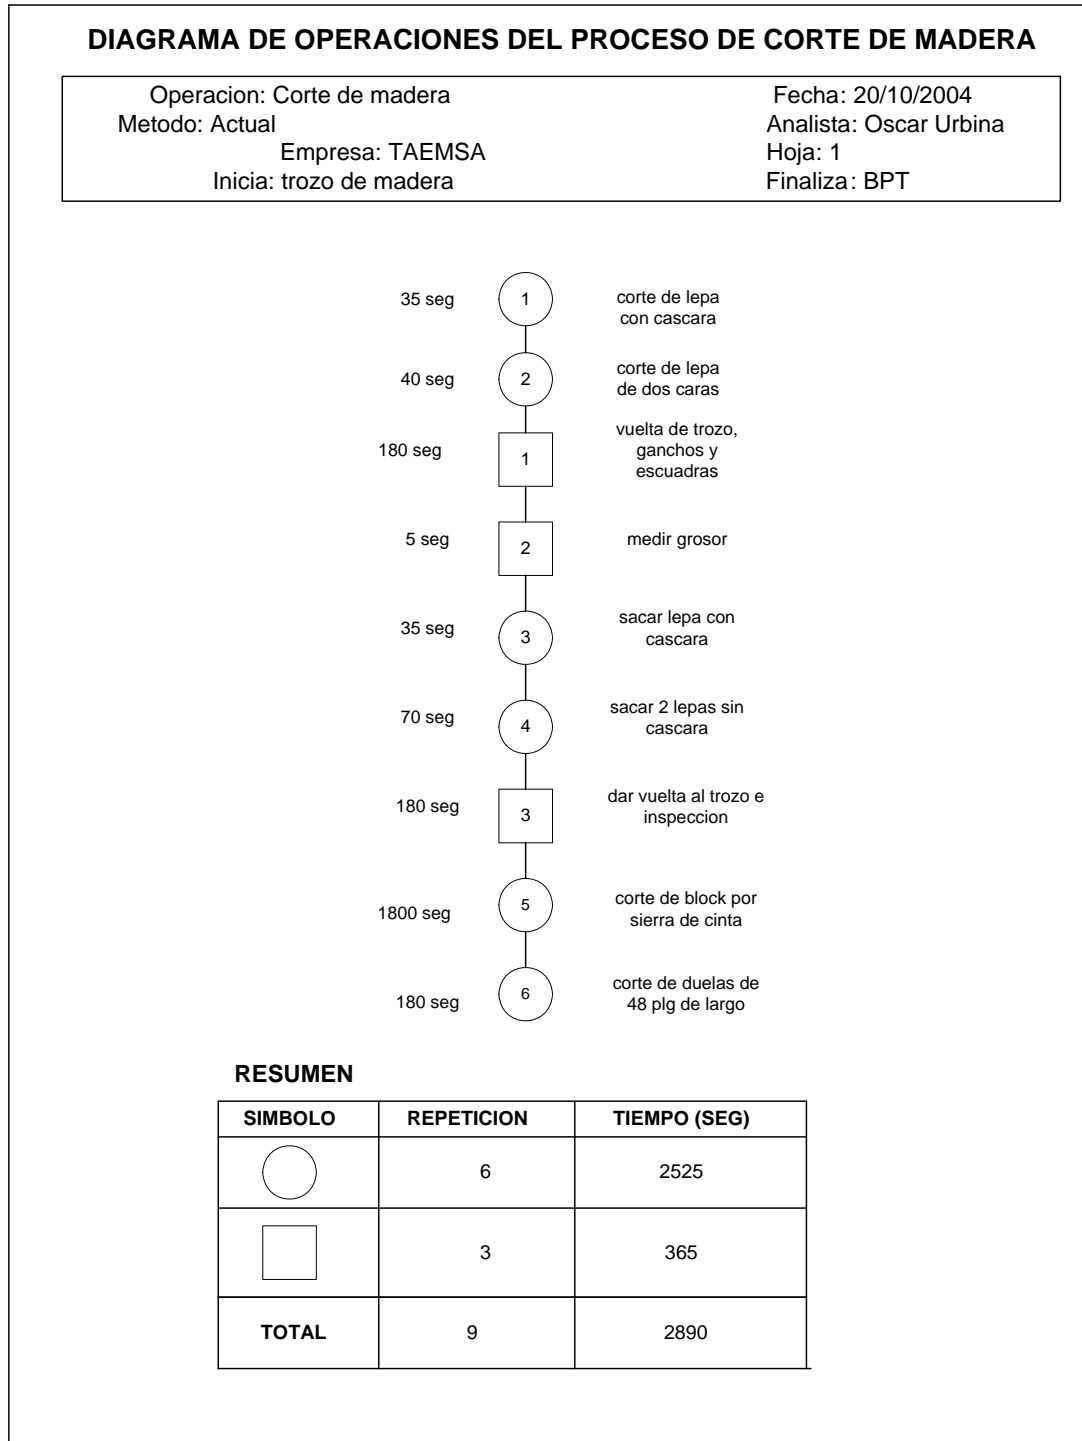 DIAGRAMA DE OPERACIONES DEL PROCESO DE CORTE DE MADERA
Operacion: Corte de madera Fecha: 20/10/2004
Metodo: Actual Analista: Oscar Urbina
Empresa: TAEMSA Hoja: 1
Inicia: trozo de madera Finaliza: BPT
35 seg 1 corte de lepa
con cascara
40 seg 2 corte de lepa
de dos caras
180 seg 1 vuelta de trozo,
ganchos y
escuadras
5 seg 2 medir grosor
35 seg 3 sacar lepa con
cascara
70 seg 4 sacar 2 lepas sin
cascara
180 seg 3 dar vuelta al trozo e
inspeccion
1800 seg 5 corte de block por
sierra de cinta
180 seg 6 corte de duelas de
48 plg de largo
RESUMEN
SIMBOLO REPETICION TIEMPO (SEG)
6 2525
3 365
TOTAL 9 2890